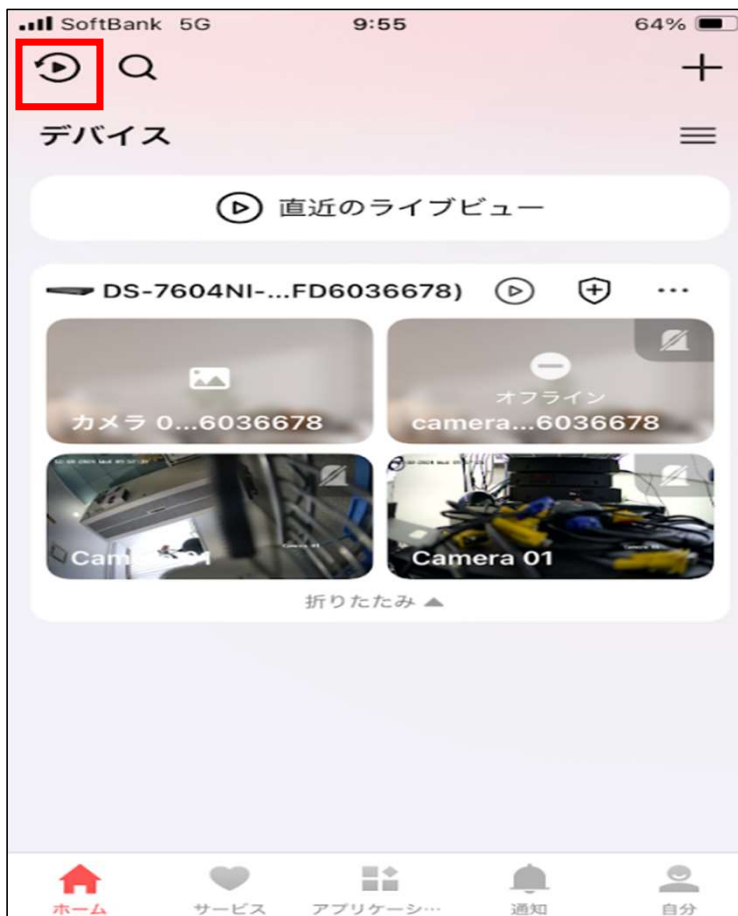 SoftBank 5G 9:55 64%
デバイス
直近のライブビュー
DS-7604NI-...FD6036678)
カメラ 0...6036678
オフライン
camera...6036678
Camera 01
Camera 01
折りたたみ
ホーム サービス アプリケーシ… 通知 自分